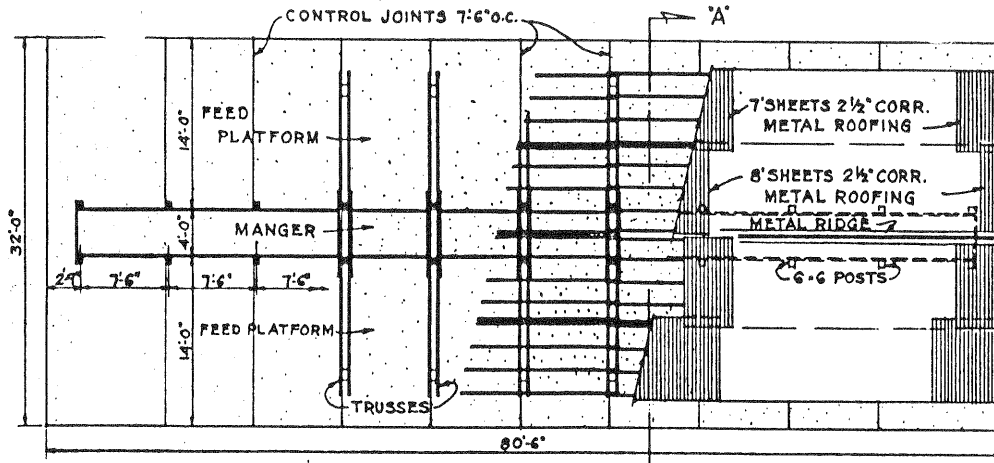 CONTROL JOINTS 7'-6" O.C.
"A"
FEED
PLATFORM
14'-0"
7' SHEETS 2½" CORR.
METAL ROOFING
8' SHEETS 2½" CORR.
METAL ROOFING
32'-0"
4'-0"
MANGER
METAL RIDGE
7'-6"
7'-6"
7'-6"
6-6 POSTS
FEED PLATFORM
14'-0"
TRUSSES
80'-6"